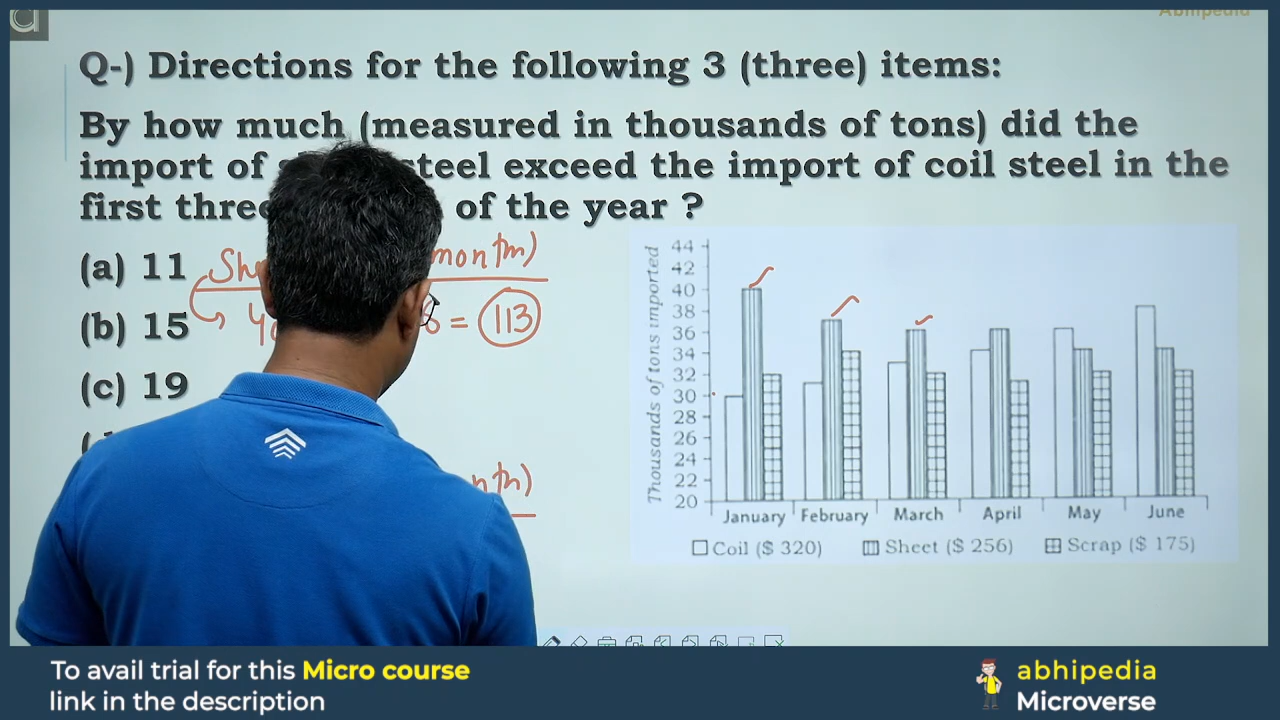 Abhipedia
Q-) Directions for the following 3 (three) items:
By how much (measured in thousands of tons) did the
import of steel exceed the import of coil steel in the
first of the year ?
(a) 11
(b) 15
(c) 19
month)
= 113
44
42
40
38
36
34
32
30
28
26
24
22
20
Thousands of tons imported
January February March April May June
Coil ($ 320) Sheet ($ 256) Scrap ($ 175)
To avail trial for this Micro course
link in the description
abhipedia
Microverse